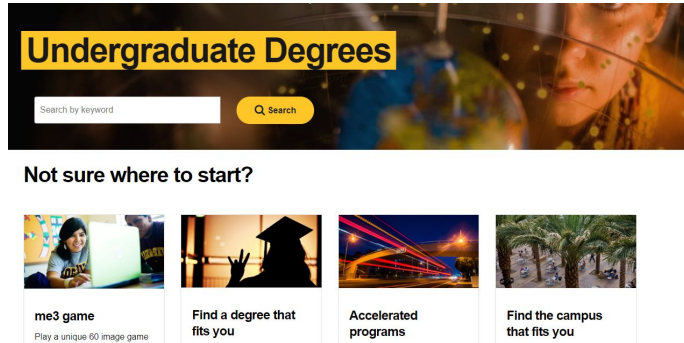 Undergraduate Degrees
Search by keyword
Search
Not sure where to start?
me3 game
Play a unique 60 image game
Find a degree that
fits you
Accelerated
programs
Find the campus
that fits you